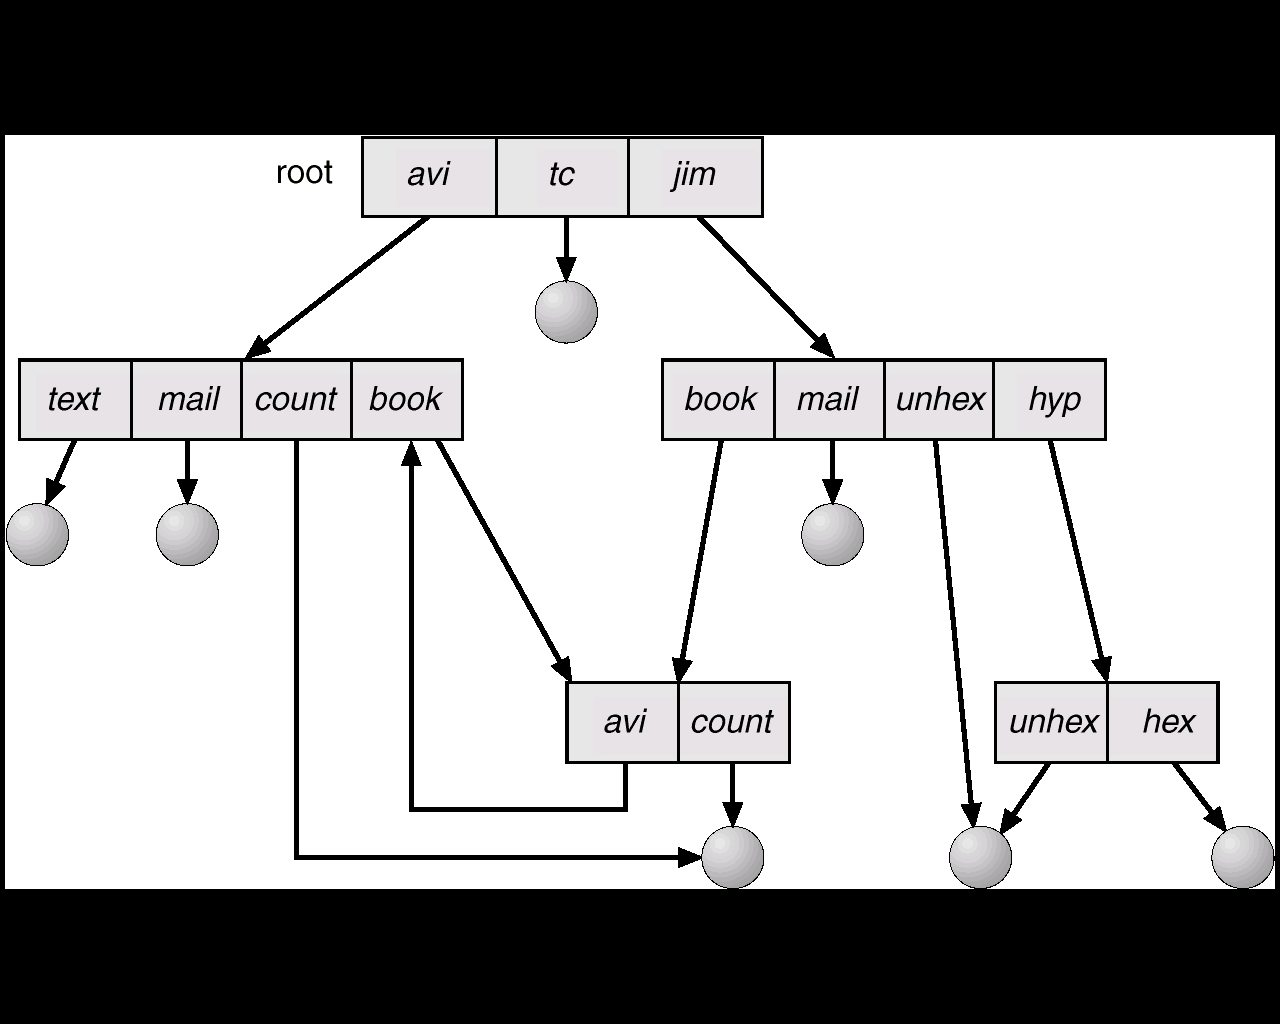 root avi tc jim
text mail count book book mail unhex hyp
avi count unhex hex